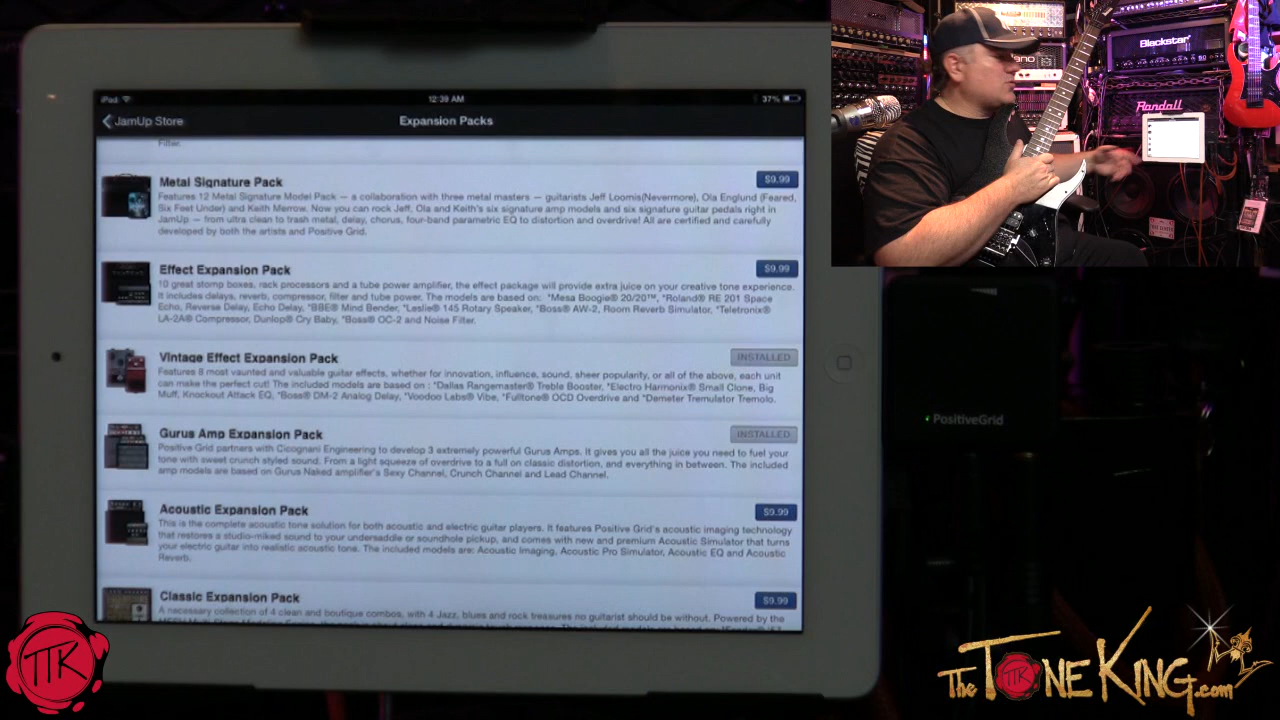 iPad
12:39 AM
37%
JamUp Store
Expansion Packs
Filter.
Metal Signature Pack
$9.99
Features 12 Metal Signature Model Pack — a collaboration with three metal masters — guitarists Jeff Loomis(Nevermore), Ola Englund (Feared,
Six Feet Under) and Keith Merrow. Now you can rock Jeff, Ola and Keith's six signature amp models and six signature guitar pedals right in
JamUp — from ultra clean to trash metal, delay, chorus, four-band parametric EQ to distortion and overdrive! All are certified and carefully
developed by both the artists and Positive Grid.
Effect Expansion Pack
$9.99
10 great stomp boxes, rack processors and a tube power amplifier, the effect package will provide extra juice on your creative tone experience.
It includes dalays, reverb, compressor, filter and tube power. The models are based on: *Mesa Boogie® 20/20™, *Roland® RE 201 Space
Echo, Reverse Delay, Echo Delay, *BBE® Mind Bender, *Leslie® 145 Rotary Speaker, *Boss® AW-2, Room Reverb Simulator, *Teletronix®
LA-2A® Compressor, Dunlop® Cry Baby, *Boss® OC-2 and Noise Filter.
Vintage Effect Expansion Pack
INSTALLED
Features 8 most vintage and valuable guitar effects, whether for innovation, influence, sound, sheer popularity, or all of the above, each unit
can make the perfect cut! The included models are based on : *Dallas Rangemaster® Treble Booster, *Electro Harmonix® Small Clone, Big
Muff, Knockout Attack EQ, *Boss® DM-2 Analog Delay, *Voodoo Labs® Vibe, *Fulltone® OCD Overdrive and *Demeter Tremulator Tremolo.
Gurus Amp Expansion Pack
INSTALLED
Positive Grid partners with Cicognani Engineering to develop 3 extremely powerful Gurus Amps. It gives you all the juice you need to fuel your
tone with sweet crunch styled sound. From a light squeeze of overdrive to a full on classic distortion, and everything in between. The included
amp models are based on Gurus Naked amplifier's Sexy Channel, Crunch Channel and Lead Channel.
Acoustic Expansion Pack
$9.99
This is the complete acoustic tone solution for both acoustic and electric guitar players. It features Positive Grid's acoustic imaging technology
that restores a studio-miked sound to your undersaddle or soundhole pickup, and comes with new and premium Acoustic Simulator that turns
your electric guitar into realistic acoustic tone. The included models are: Acoustic Imaging, Acoustic Pro Simulator, Acoustic EQ and Acoustic
Reverb.
Classic Expansion Pack
$9.99
A necessary collection of 4 clean and boutique combos, with 4 Jazz, blues and rock treasures no guitarist should be without. Powered by the
PositiveGrid
Blackstar
Randall
TTK
The Tone King.com
TTK